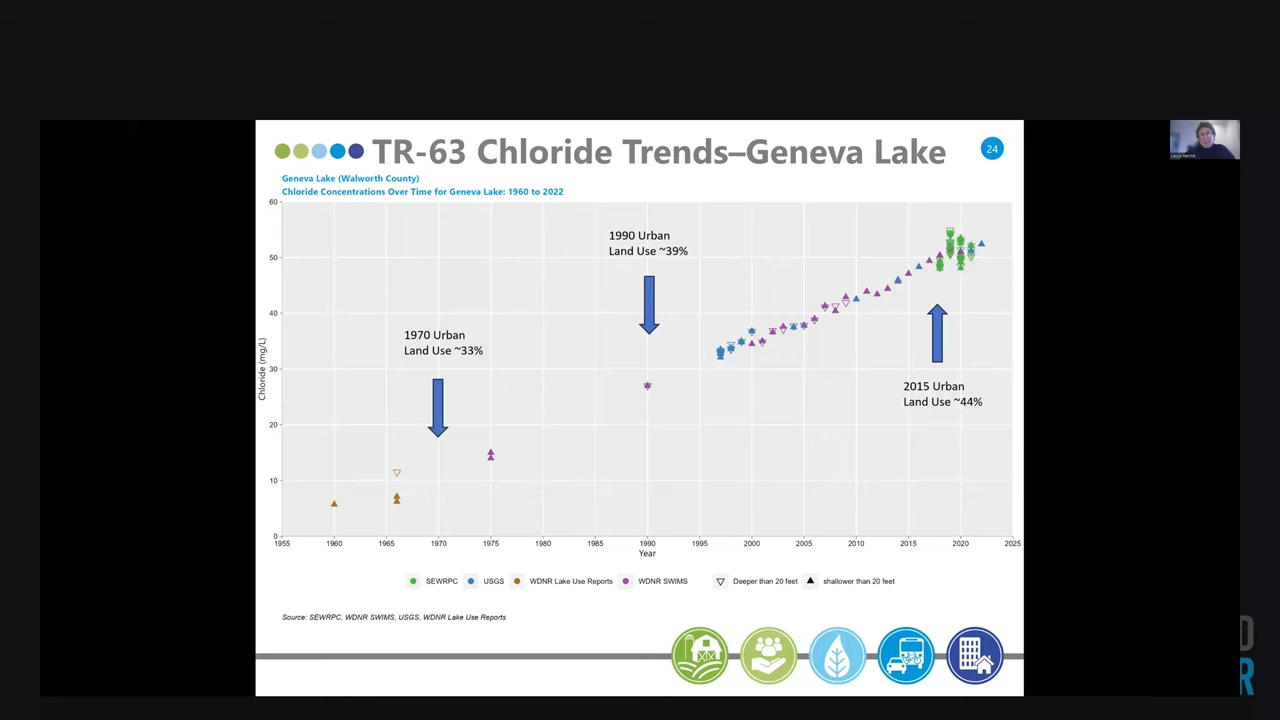 TR-63 Chloride Trends–Geneva Lake
24
Geneva Lake (Walworth County)
Chloride Concentrations Over Time for Geneva Lake: 1960 to 2022
60
50
40
30
20
10
0
Chloride (mg/L)
1990 Urban
Land Use ~39%
1970 Urban
Land Use ~33%
2015 Urban
Land Use ~44%
1955 1960 1965 1970 1975 1980 1985 1990 1995 2000 2005 2010 2015 2020 2025
Year
SEWRPC USGS WDNR Lake Use Reports WDNR SWIMS Deeper than 20 feet shallower than 20 feet
Source: SEWRPC, WDNR SWIMS, USGS, WDNR Lake Use Reports
D
R